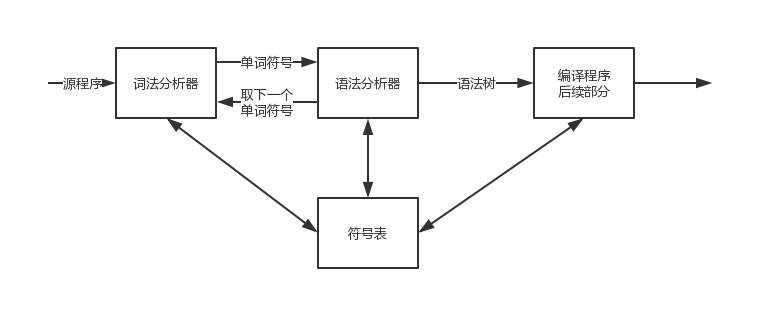 源程序
词法分析器
单词符号
取下一个
单词符号
语法分析器
语法树
编译程序
后续部分
符号表